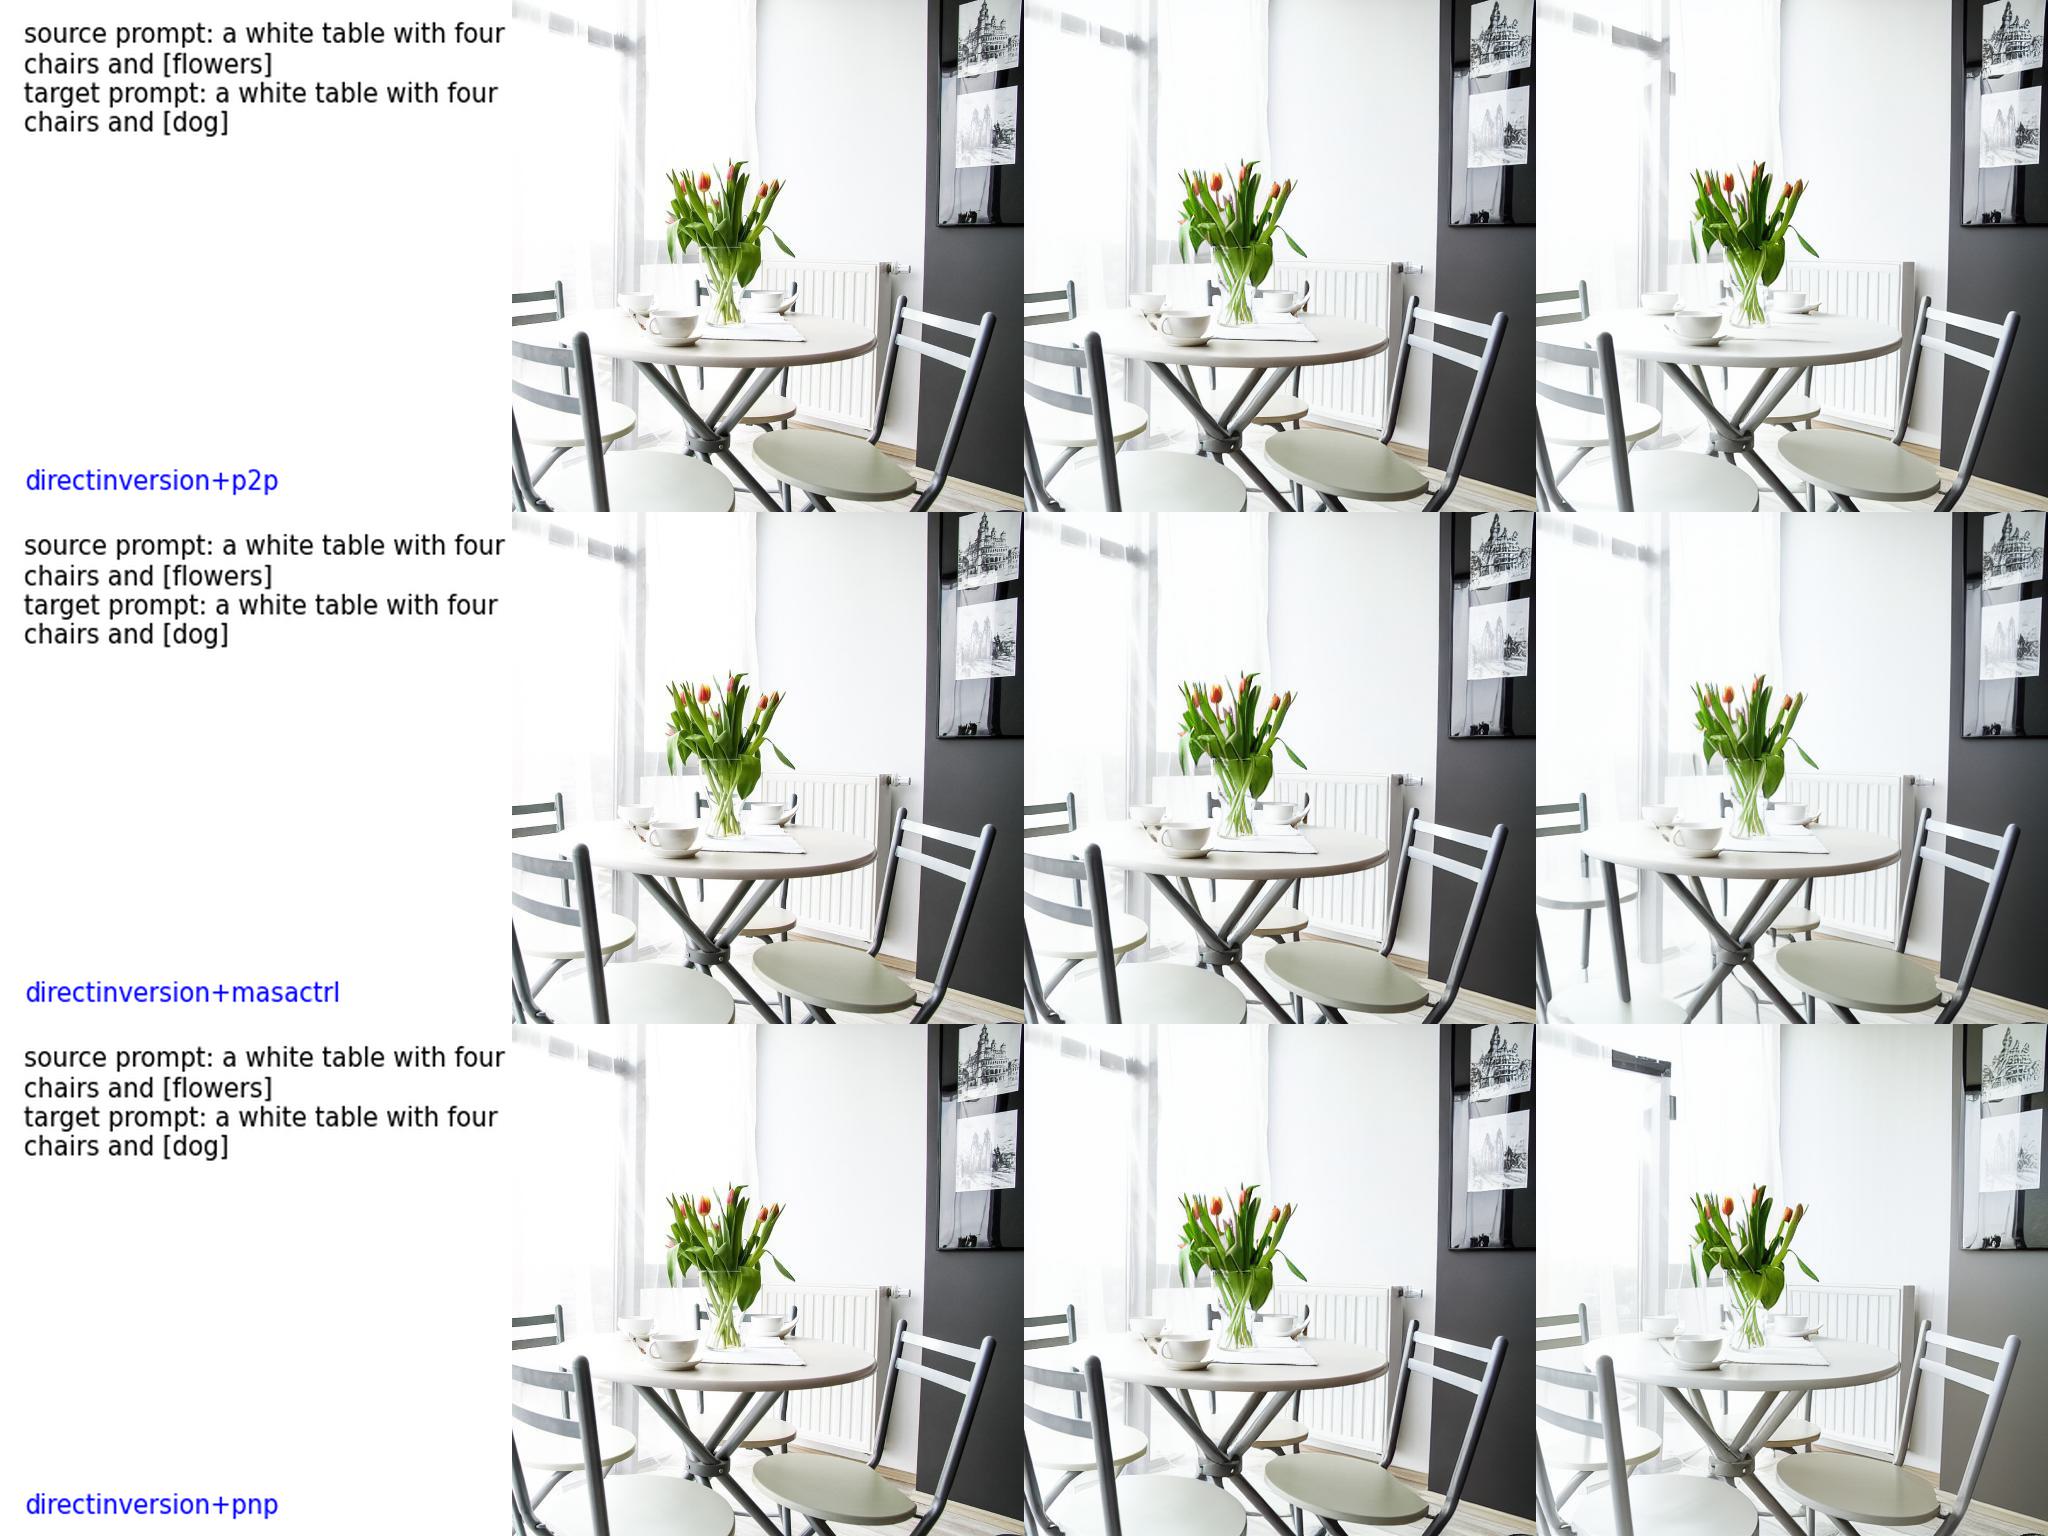 source prompt: a white table with four
chairs and [flowers]
target prompt: a white table with four
chairs and [dog]
directinversion+p2p
source prompt: a white table with four
chairs and [flowers]
target prompt: a white table with four
chairs and [dog]
directinversion+masactrl
source prompt: a white table with four
chairs and [flowers]
target prompt: a white table with four
chairs and [dog]
directinversion+pnp